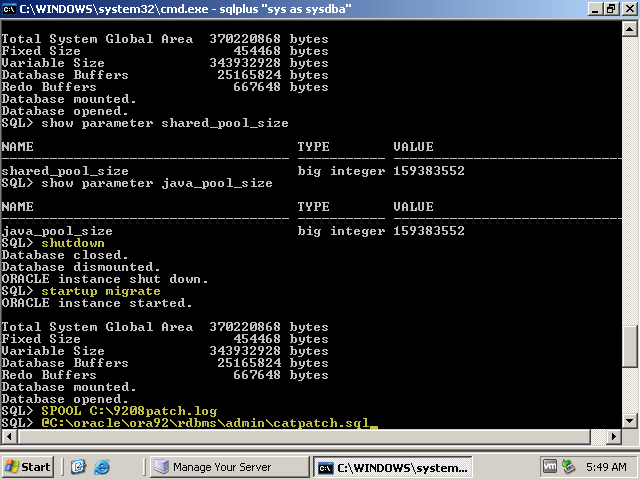 C:\WINDOWS\system32\cmd.exe - sqlplus "sys as sysdba"
Total System Global Area  370220868 bytes
Fixed Size                   454468 bytes
Variable Size             343932928 bytes
Database Buffers           25165824 bytes
Redo Buffers                 667648 bytes
Database mounted.
Database opened.
SQL> show parameter shared_pool_size
NAME                                 TYPE        VALUE
------------------------------------ ----------- ------------------------------
shared_pool_size                     big integer 159383552
SQL> show parameter java_pool_size
NAME                                 TYPE        VALUE
------------------------------------ ----------- ------------------------------
java_pool_size                       big integer 159383552
SQL> shutdown
Database closed.
Database dismounted.
ORACLE instance shut down.
SQL> startup migrate
ORACLE instance started.
Total System Global Area  370220868 bytes
Fixed Size                   454468 bytes
Variable Size             343932928 bytes
Database Buffers           25165824 bytes
Redo Buffers                 667648 bytes
Database mounted.
Database opened.
SQL> SPOOL C:\9208patch.log
SQL> @C:\oracle\ora92\rdbms\admin\catpatch.sql_
Start Manage Your Server C:\WINDOWS\system... vm 5:49 AM